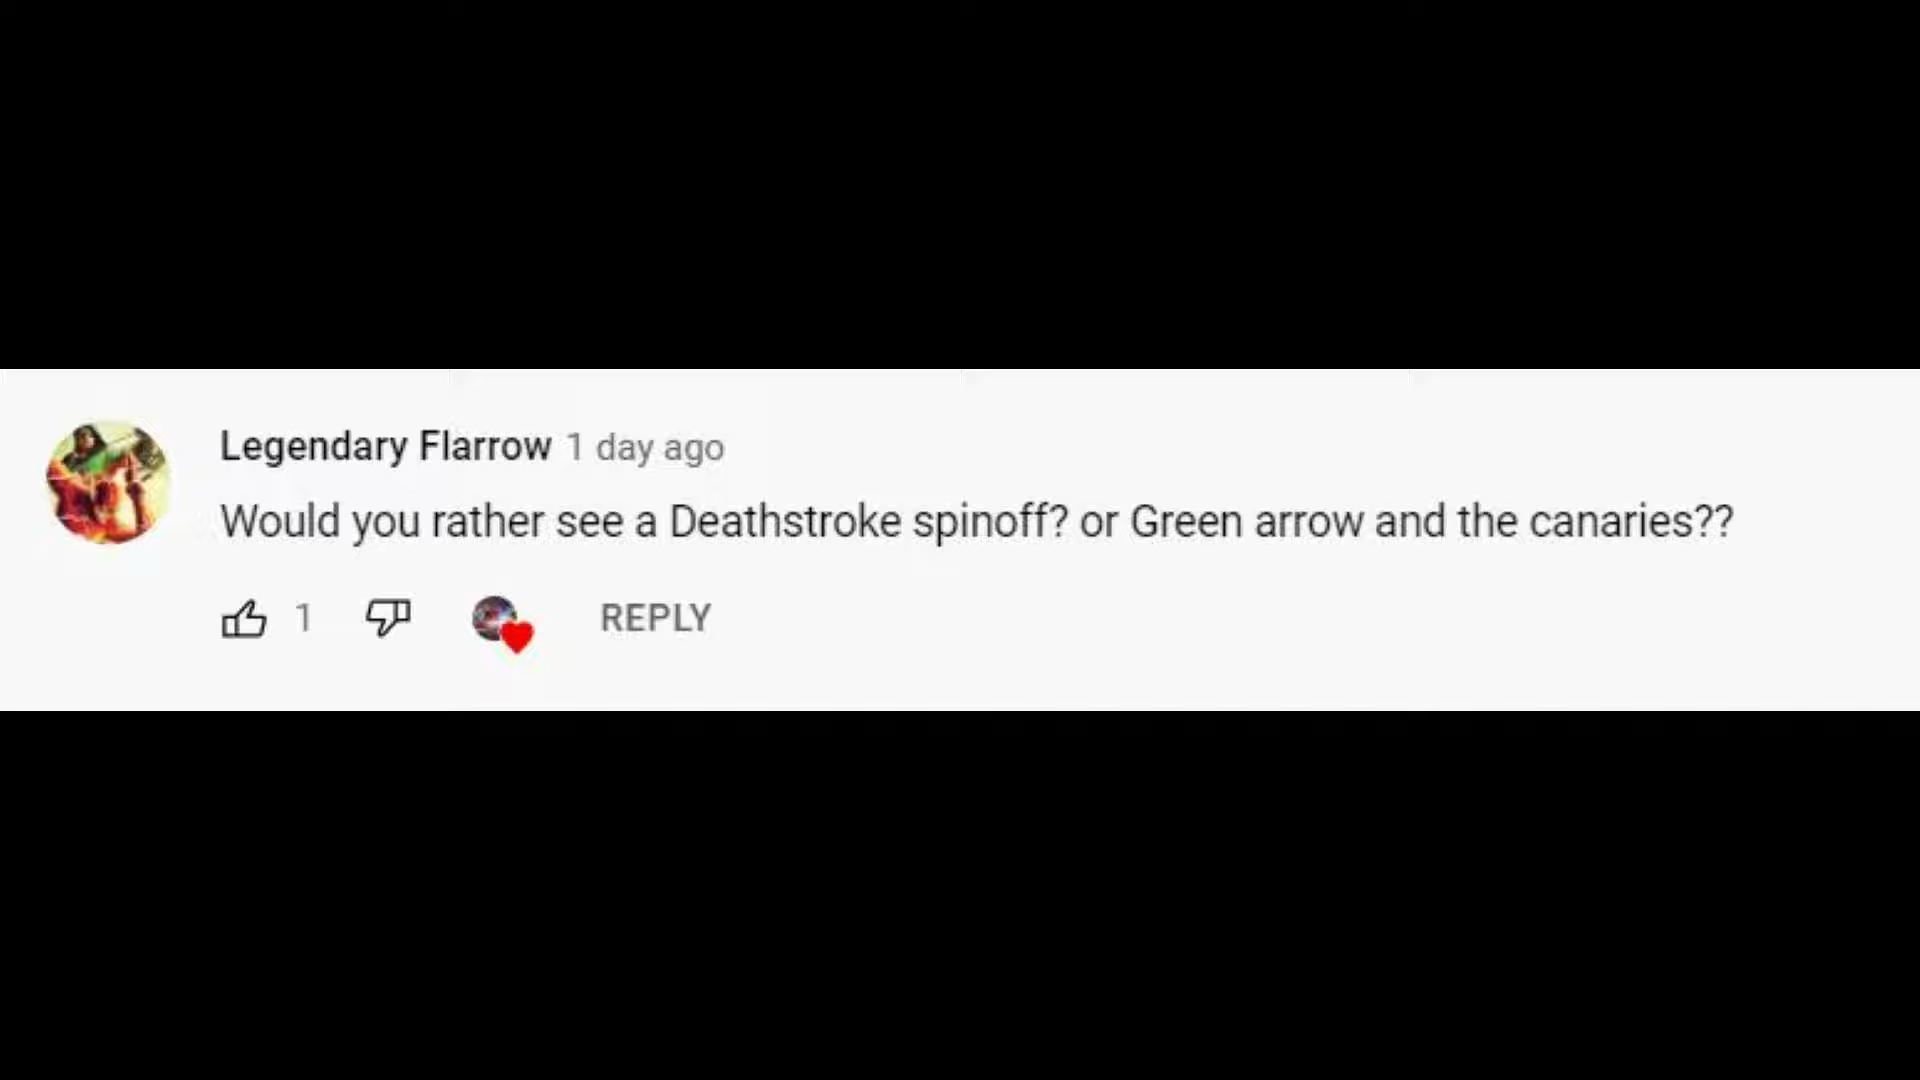 Legendary Flarrow 1 day ago
Would you rather see a Deathstroke spinoff? or Green arrow and the canaries??
1 REPLY